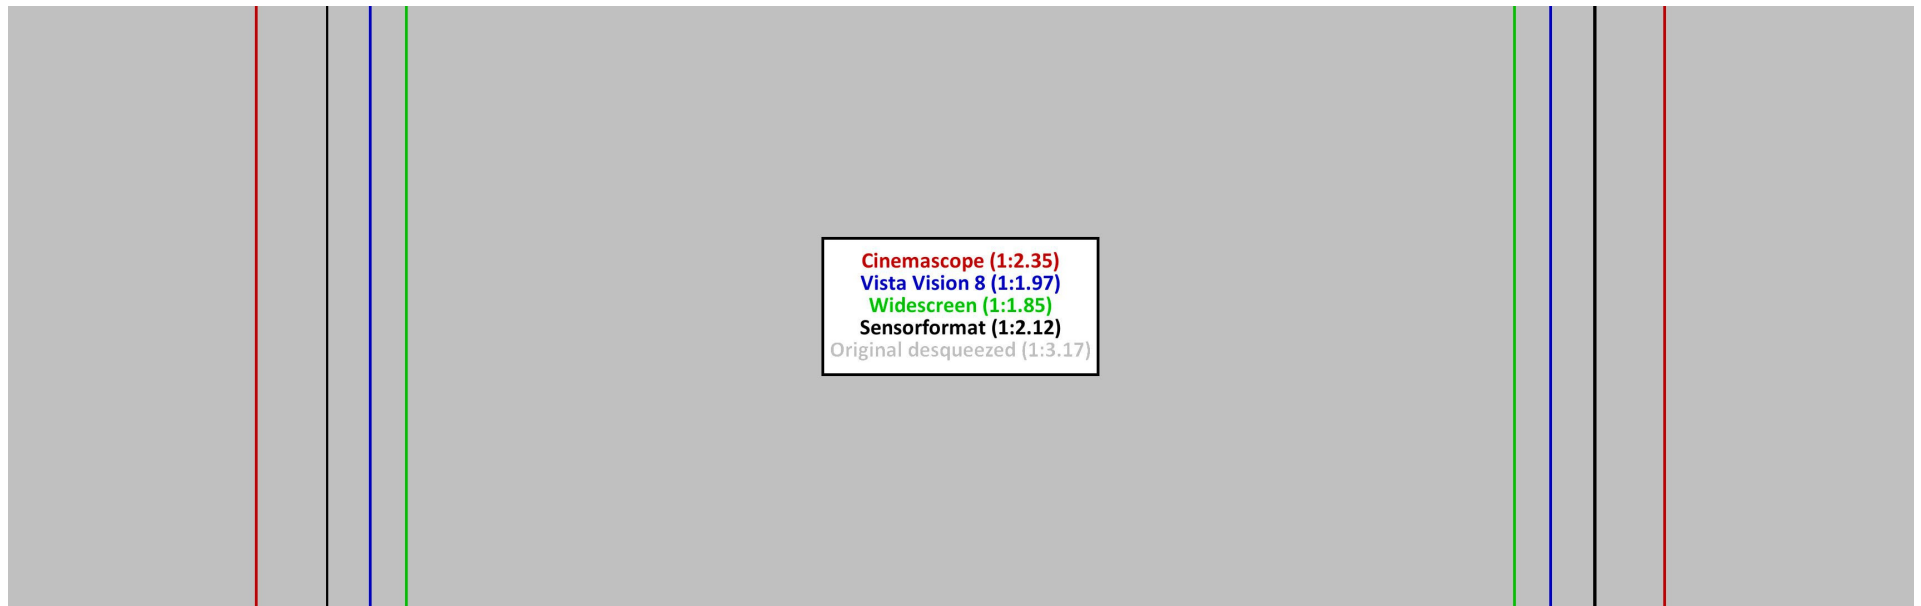 Cinemascope (1:2.35)
Vista Vision 8 (1:1.97)
Widescreen (1:1.85)
Sensorformat (1:2.12)
Original desqueezed (1:3.17)